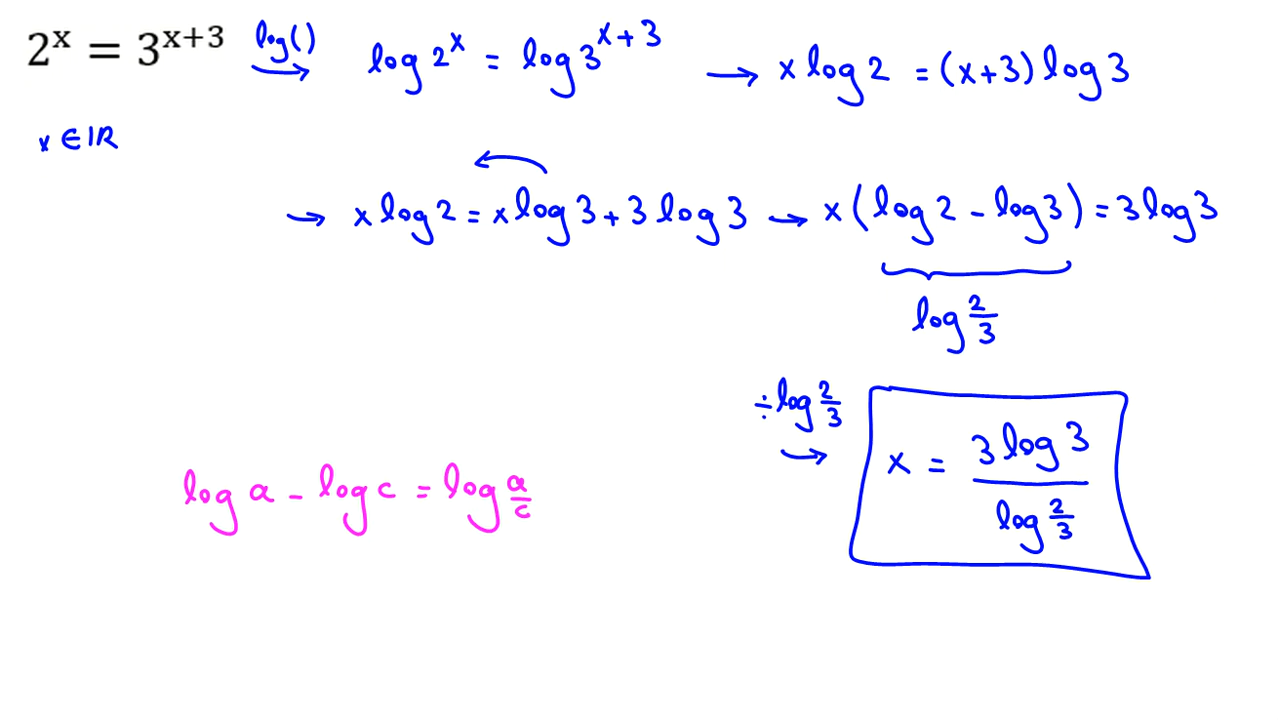 2^x = 3^(x+3) log() → log 2^x = log 3^(x+3) → x log 2 = (x+3) log 3
x ∈ ℝ
→ x log 2 = x log 3 + 3 log 3 → x(log 2 - log 3) = 3 log 3
log 2/3
÷ log 2/3 → x = 3 log 3 / log 2/3
log a - log c = log a/c